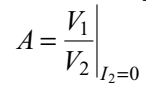 A = V₁/V₂ |I₂=0